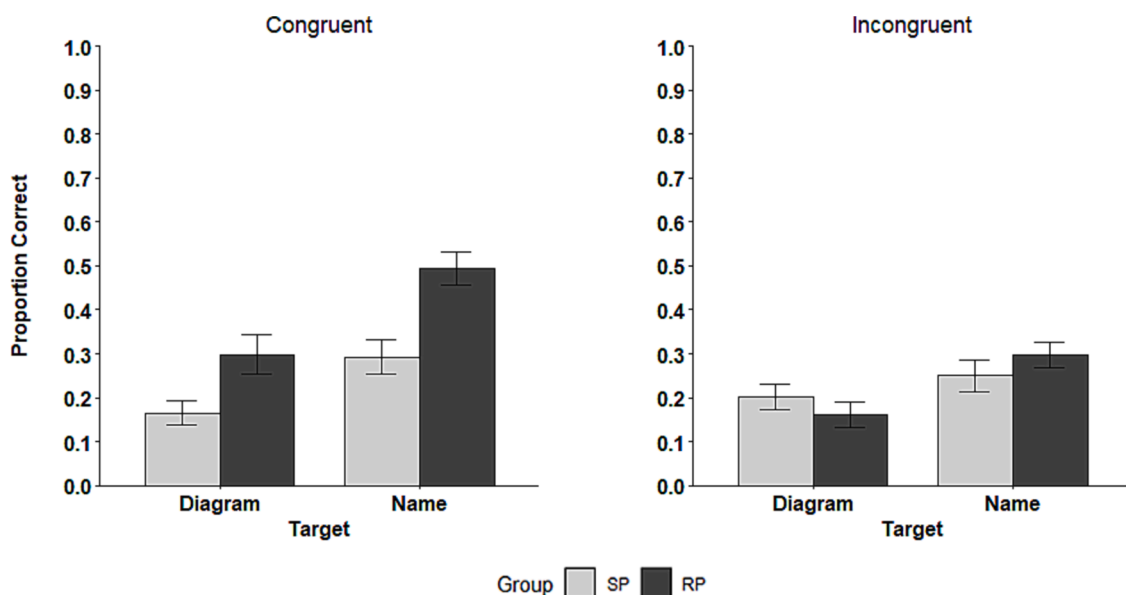 Congruent
Incongruent
Proportion Correct
1.0
0.9
0.8
0.7
0.6
0.5
0.4
0.3
0.2
0.1
0.0
Diagram Name
Target
1.0
0.9
0.8
0.7
0.6
0.5
0.4
0.3
0.2
0.1
0.0
Diagram Name
Target
Group SP RP